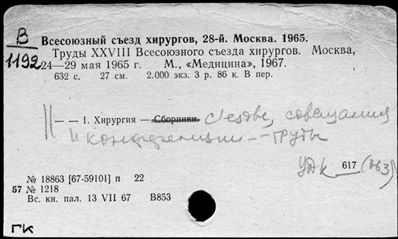 В
1192
Всесоюзный съезд хирургов, 28-й. Москва. 1965.
Труды XXVIII Всесоюзного съезда хирургов. Москва,
24—29 мая 1965 г. М., «Медицина», 1967.
632 с. 27 см. 2.000 экз. 3 р. 86 к. В пер.
— — 1. Хирургия — Сборники. съезды, совещания
и конференции — Труды
УДК 617 (063)
№ 18863 [67-59101] п 22
57 № 1218
Вс. кн. пал. 13 VII 67 В853
ГК